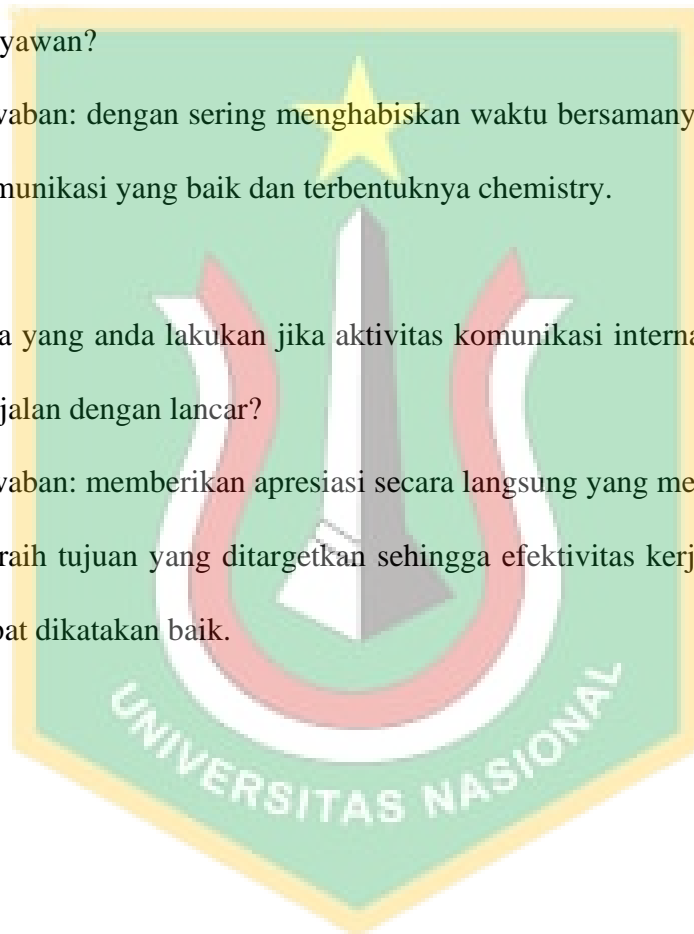 yawan?
vaban: dengan sering menghabiskan waktu bersamany
munikasi yang baik dan terbentuknya chemistry.
a yang anda lakukan jika aktivitas komunikasi interna
jalan dengan lancar?
vaban: memberikan apresiasi secara langsung yang me
raih tujuan yang ditargetkan sehingga efektivitas kerj
pat dikatakan baik.
UNIVERSITAS NASIONAL